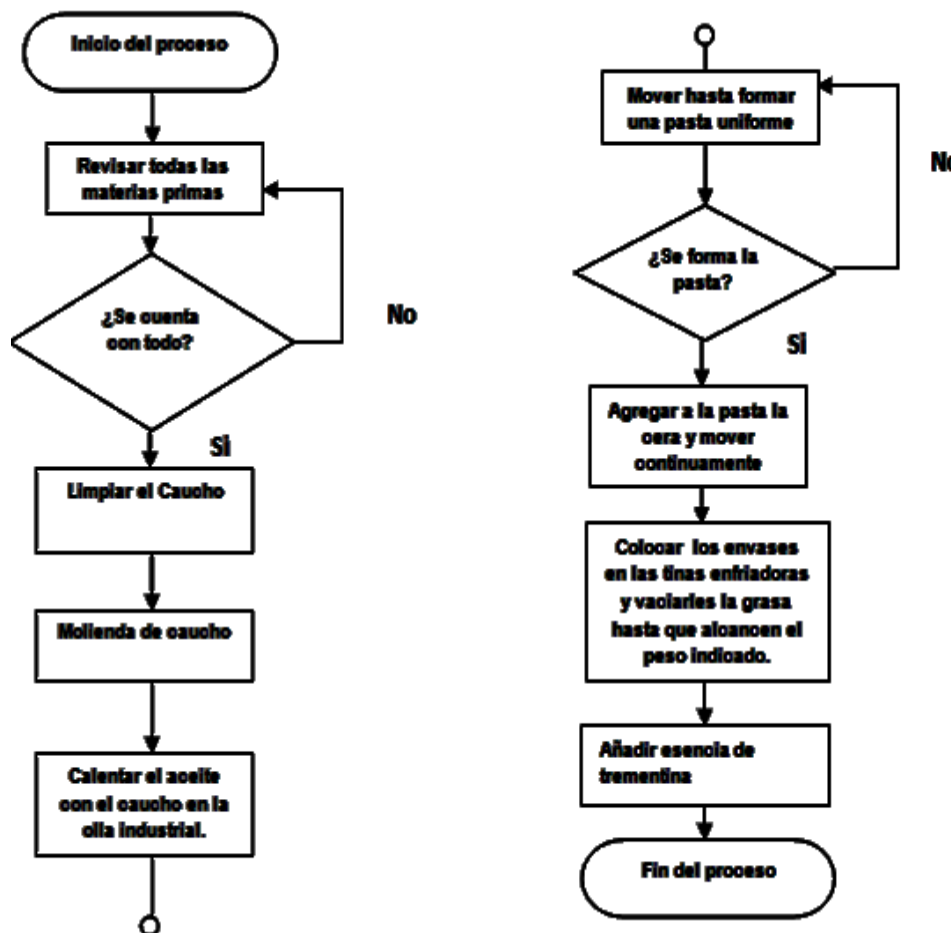 Inicio del proceso
Revisar todas las
materias primas
¿Se cuenta
con todo?
No
Si
Limpiar el Caucho
Molienda de caucho
Calentar el aceite
con el caucho en la
olla industrial.
Mover hasta formar
una pasta uniforme
No
¿Se forma la
pasta?
Si
Agregar a la pasta la
cera y mover
continuamente
Colocar los envases
en las tinas enfriadoras
y vaciarles la grasa
hasta que alcancen el
peso indicado.
Añadir esencia de
trementina
Fin del proceso